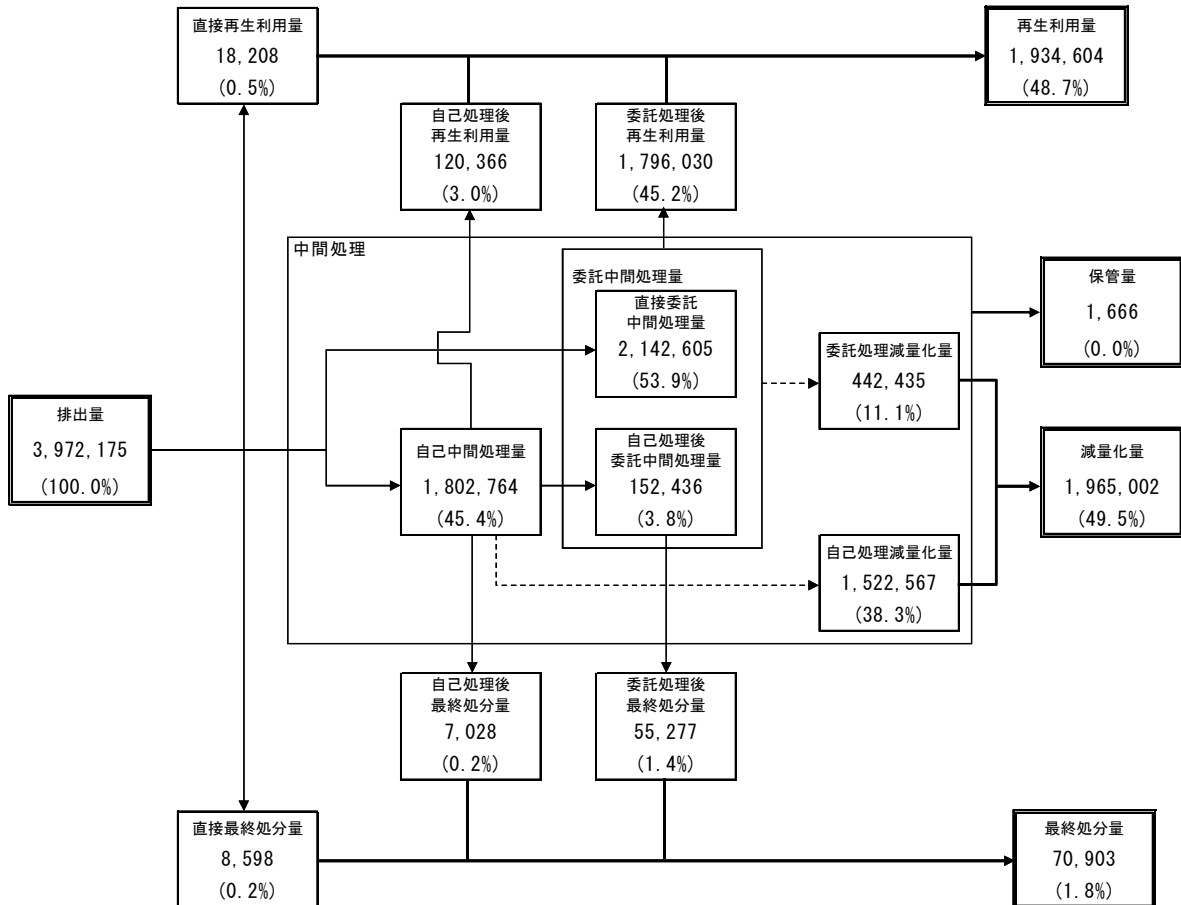 直接再生利用量
18,208
(0.5%)
再生利用量
1,934,604
(48.7%)
自己処理後
再生利用量
120,366
(3.0%)
委託処理後
再生利用量
1,796,030
(45.2%)
中間処理
委託中間処理量
直接委託
中間処理量
2,142,605
(53.9%)
保管量
1,666
(0.0%)
委託処理減量化量
442,435
(11.1%)
排出量
3,972,175
(100.0%)
自己中間処理量
1,802,764
(45.4%)
自己処理後
委託中間処理量
152,436
(3.8%)
減量化量
1,965,002
(49.5%)
自己処理減量化量
1,522,567
(38.3%)
自己処理後
最終処分量
7,028
(0.2%)
委託処理後
最終処分量
55,277
(1.4%)
直接最終処分量
8,598
(0.2%)
最終処分量
70,903
(1.8%)